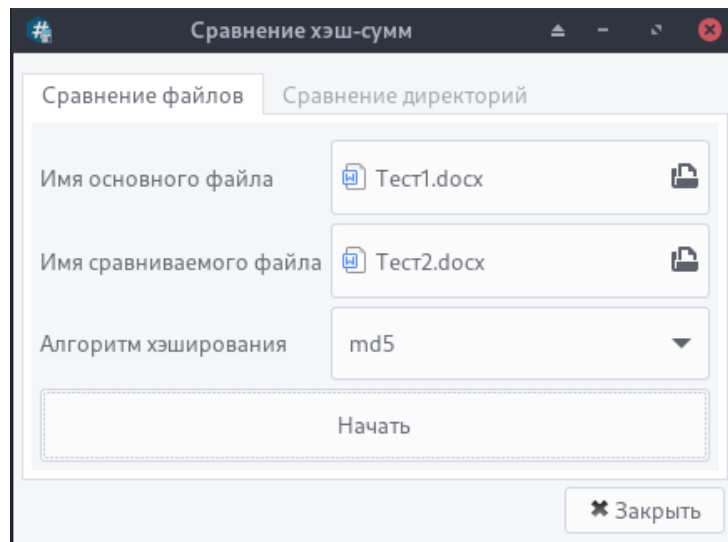 Сравнение хэш-сумм
Сравнение файлов
Сравнение директорий
Имя основного файла
Тест1.docx
Имя сравниваемого файла
Тест2.docx
Алгоритм хэширования
md5
Начать
Закрыть